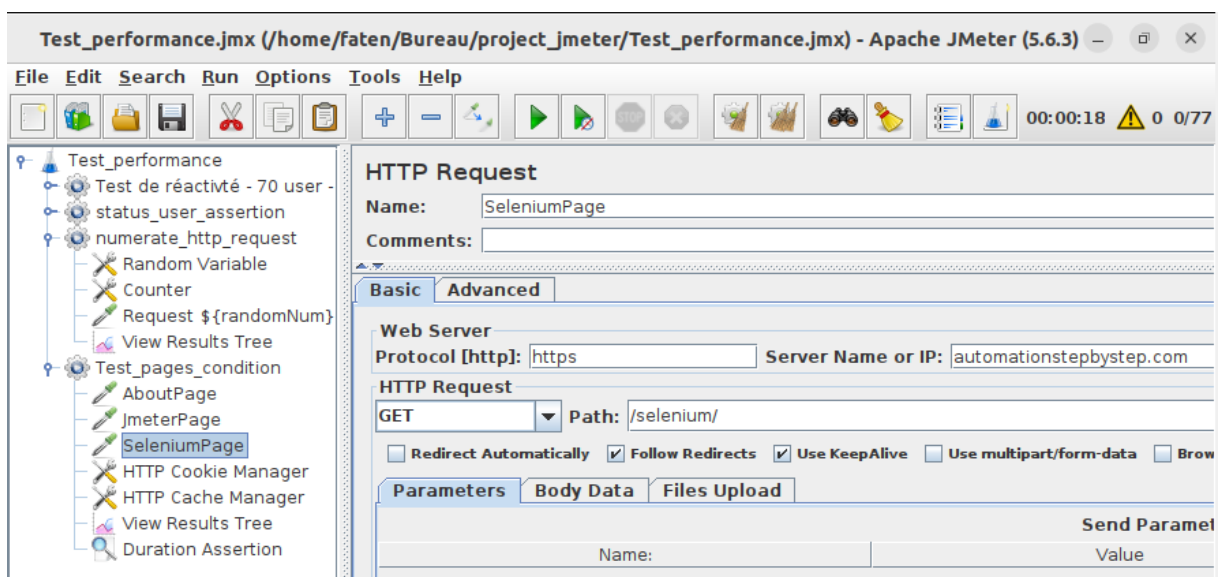 Test_performance.jmx (/home/faten/Bureau/project_jmeter/Test_performance.jmx) - Apache JMeter (5.6.3)
File Edit Search Run Options Tools Help
STOP 00:00:18 0 0/77
Test_performance
Test de réactivté - 70 user -
status_user_assertion
numerate_http_request
Random Variable
Counter
Request ${randomNum}
View Results Tree
Test_pages_condition
AboutPage
JmeterPage
SeleniumPage
HTTP Cookie Manager
HTTP Cache Manager
View Results Tree
Duration Assertion
HTTP Request
Name: SeleniumPage
Comments:
Basic Advanced
Web Server
Protocol [http]: https Server Name or IP: automationstepbystep.com
HTTP Request
GET Path: /selenium/
Redirect Automatically Follow Redirects Use KeepAlive Use multipart/form-data Brow
Parameters Body Data Files Upload
Send Paramet
Name: Value